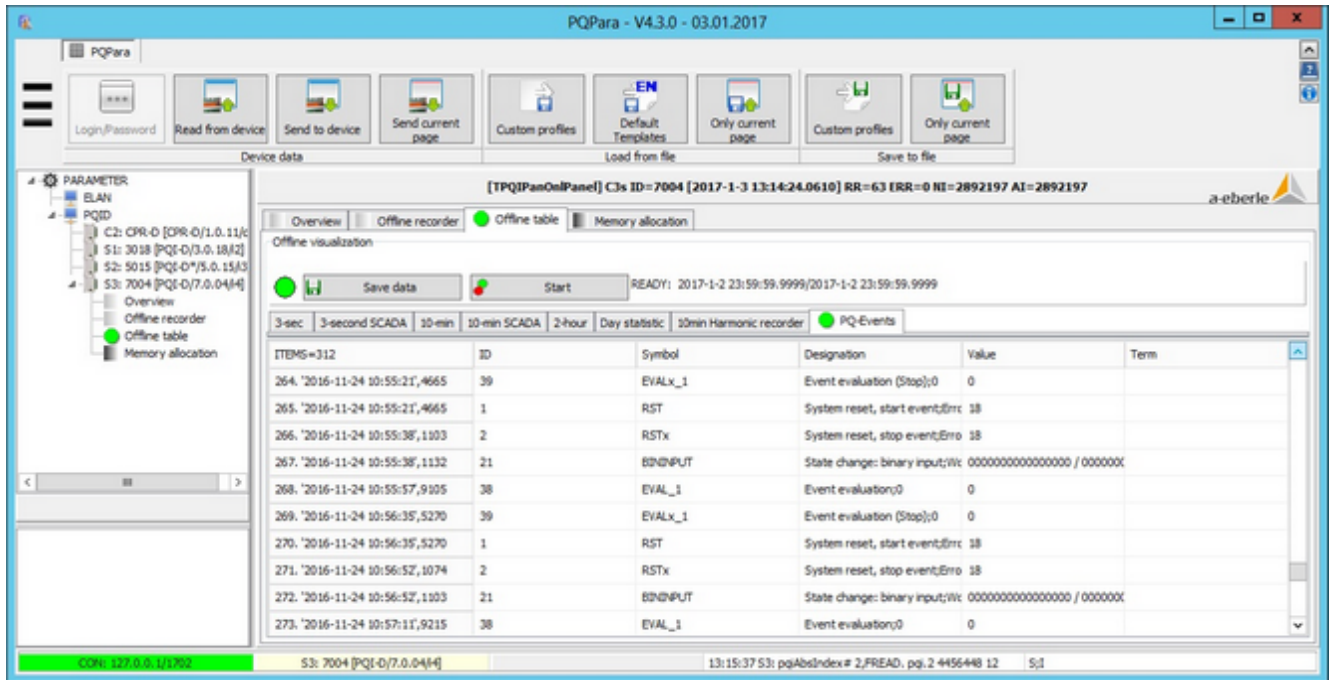 PQPara - V4.3.0 - 03.01.2017
PQPara
Login/Password
Read from device
Send to device
Send current page
Custom profiles
EN
Default Templates
Only current page
Custom profiles
Only current page
Device data
Load from file
Save to file
PARAMETER
ELAN
PQID
C2: CPR-D [CPR-D/1.0.11/c
S1: 3018 [PQI-D/3.0.18/i2]
S2: 5015 [PQI-D*/5.0.15/i3
S3: 7004 [PQI-D/7.0.04/i4]
Overview
Offline recorder
Offline table
Memory allocation
[TPQIPanOnlPanel] C3s ID=7004 [2017-1-3 13:14:24.0610] RR=63 ERR=0 NI=2892197 AI=2892197
a-eberle
Overview Offline recorder Offline table Memory allocation
Offline visualization
Save data Start READY: 2017-1-2 23:59:59.9999/2017-1-2 23:59:59.9999
3-sec 3-second SCADA 10-min 10-min SCADA 2-hour Day statistic 10min Harmonic recorder PQ-Events
ITEMS=312 ID Symbol Designation Value Term
264. '2016-11-24 10:55:21',4665 39 EVALx_1 Event evaluation (Stop);0 0
265. '2016-11-24 10:55:21',4665 1 RST System reset, start event;Erro 18
266. '2016-11-24 10:55:38',1103 2 RSTx System reset, stop event;Erro 18
267. '2016-11-24 10:55:38',1132 21 BININPUT State change: binary input;Wo 0000000000000000 / 0000000
268. '2016-11-24 10:55:57',9105 38 EVAL_1 Event evaluation;0 0
269. '2016-11-24 10:56:35',5270 39 EVALx_1 Event evaluation (Stop);0 0
270. '2016-11-24 10:56:35',5270 1 RST System reset, start event;Erro 18
271. '2016-11-24 10:56:52',1074 2 RSTx System reset, stop event;Erro 18
272. '2016-11-24 10:56:52',1103 21 BININPUT State change: binary input;Wo 0000000000000000 / 0000000
273. '2016-11-24 10:57:11',9215 38 EVAL_1 Event evaluation;0 0
CON: 127.0.0.1/1702 S3: 7004 [PQI-D/7.0.04/i4] 13:15:37 S3: pqiAbsIndex# 2,FREAD. pqi.2 4456448 12 S;I